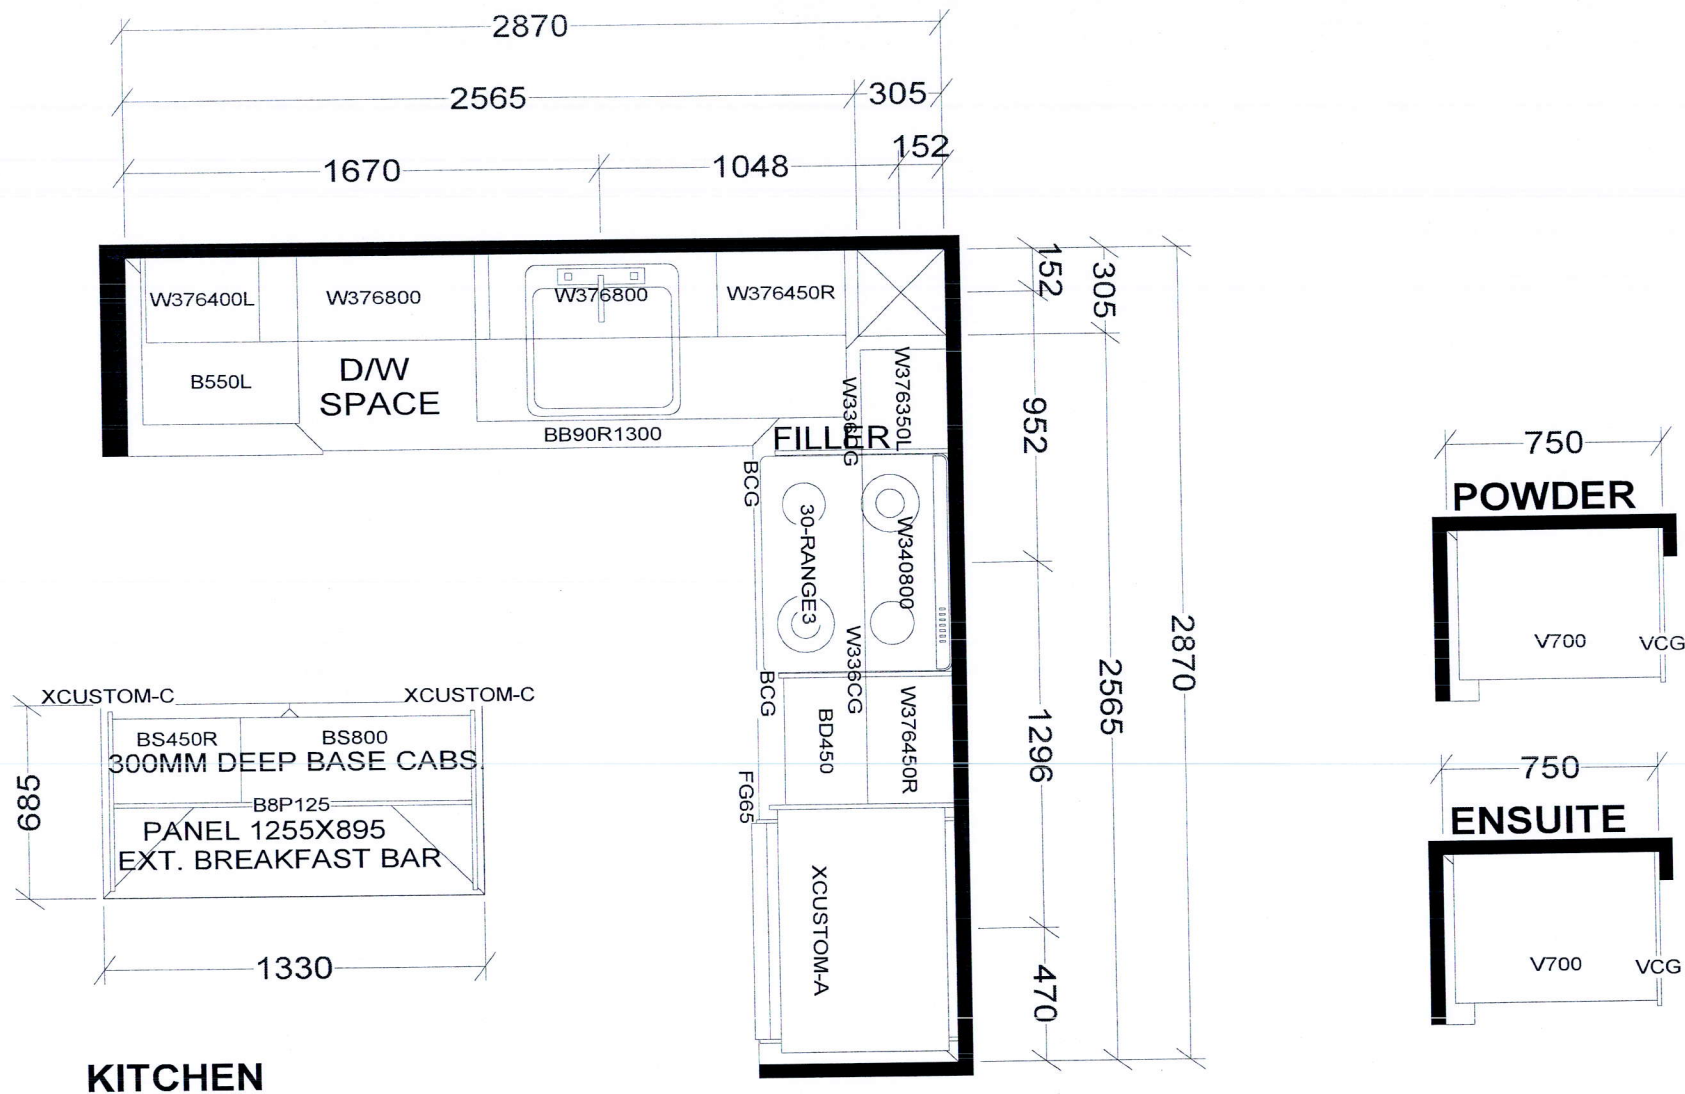 2870
2565
305
1670
1048
152
152
305
W376400L
W376800
W376800
W376450R
B550L
D/W
SPACE
BB90R1300
FILLER
W376350L
W336CG
952
BCG
30-RANGE3
W340800
2870
2565
W336CG
BCG
BD450
W376450R
1296
FG65
XCUSTOM-A
470
XCUSTOM-C
XCUSTOM-C
BS450R
BS800
300MM DEEP BASE CABS.
B8P125
PANEL 1255X895
EXT. BREAKFAST BAR
685
1330
KITCHEN
750
POWDER
V700
VCG
750
ENSUITE
V700
VCG